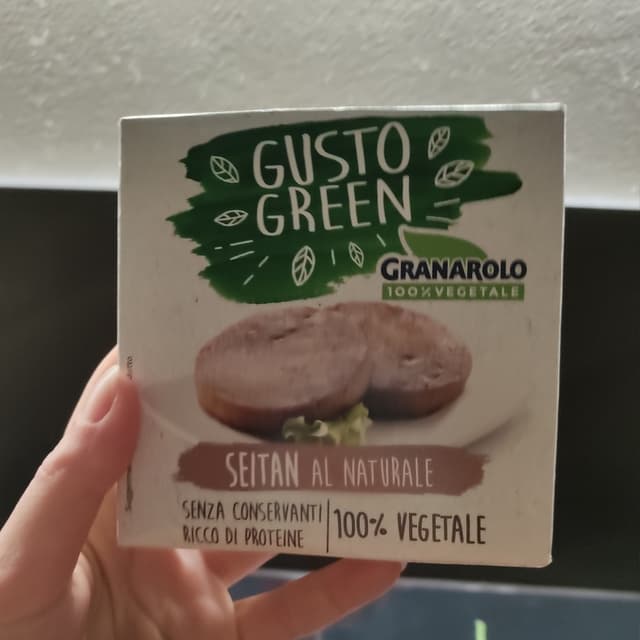 GUSTO
GREEN
GRANAROLO
100% VEGETALE
SEITAN AL NATURALE
SENZA CONSERVANTI
RICCO DI PROTEINE
100% VEGETALE